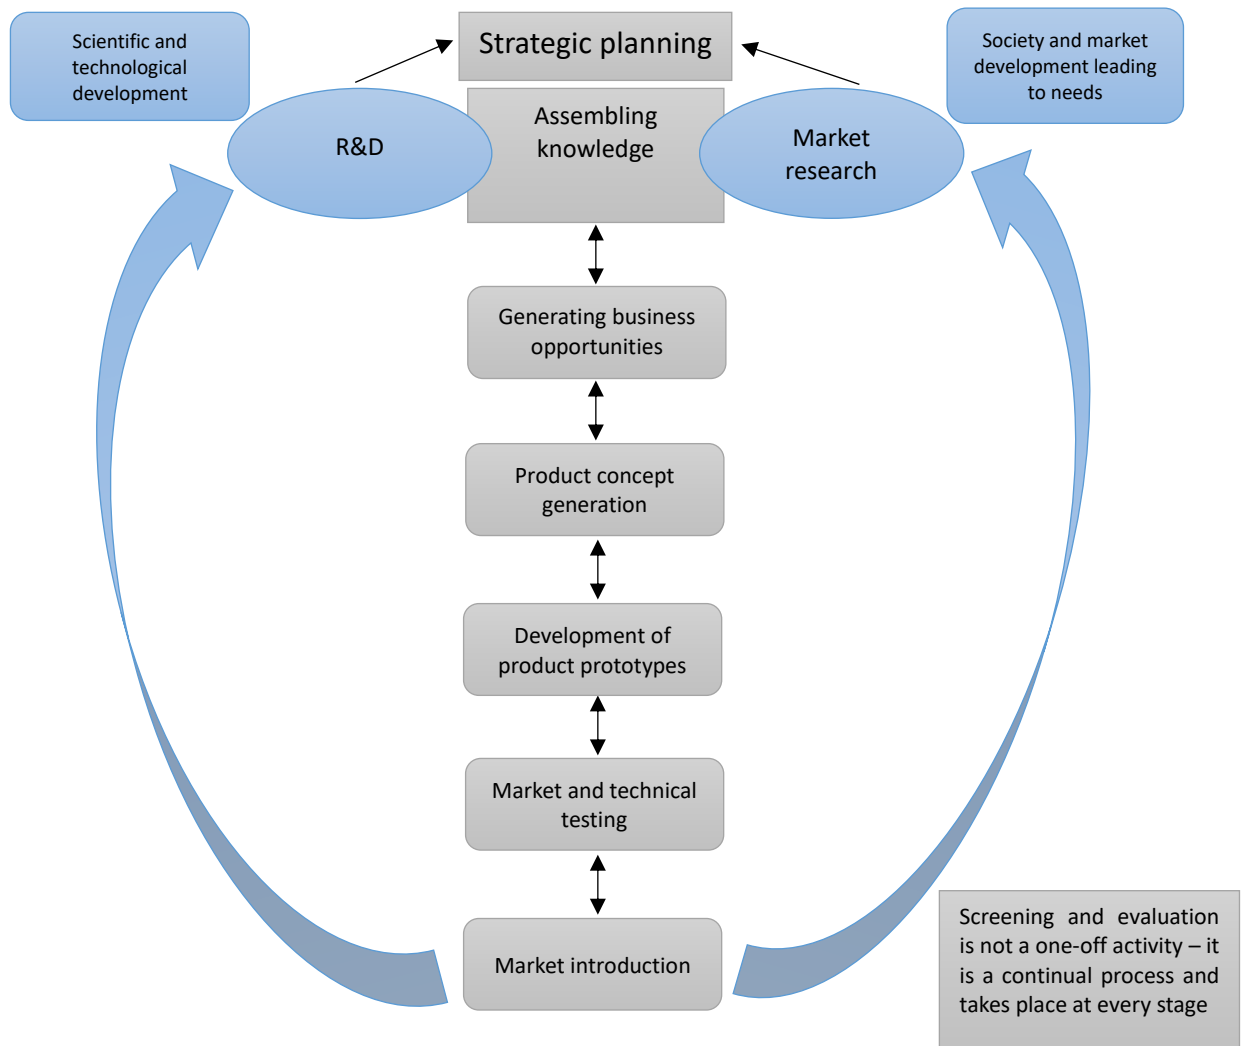 Scientific and
technological
development
Strategic planning
Society and market
development leading
to needs
R&D
Assembling
knowledge
Market
research
Generating business
opportunities
Product concept
generation
Development of
product prototypes
Market and technical
testing
Market introduction
Screening and evaluation
is not a one-off activity – it
is a continual process and
takes place at every stage